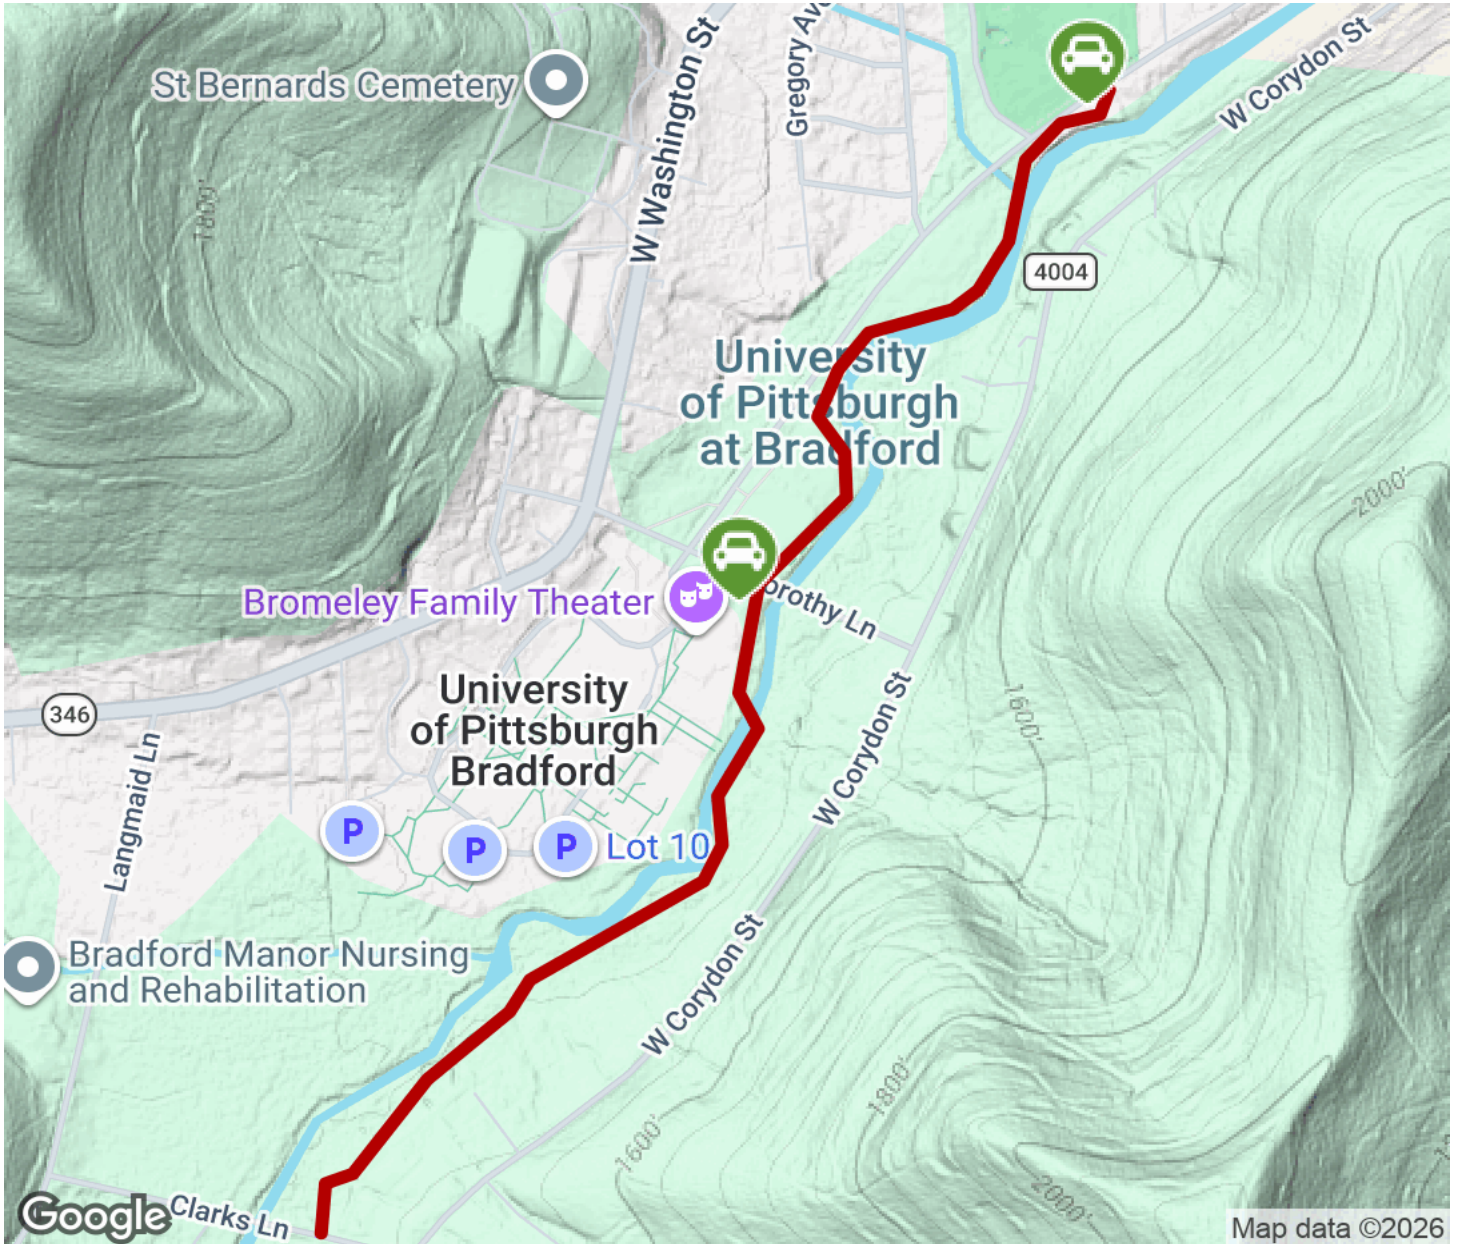 Gregory Av
St Bernards Cemetery
W Washington St
W Corydon St
1800'
4004
University
of Pittsburgh
at Bradford
2000'
Bromeley Family Theater
orothy Ln
University
of Pittsburgh
Bradford
346
Langmaid Ln
W Corydon St
1600'
P
P
P
Lot 10
Bradford Manor Nursing
and Rehabilitation
W Corydon St
1800'
1600'
2000'
Clarks Ln
Google
Map data ©2026